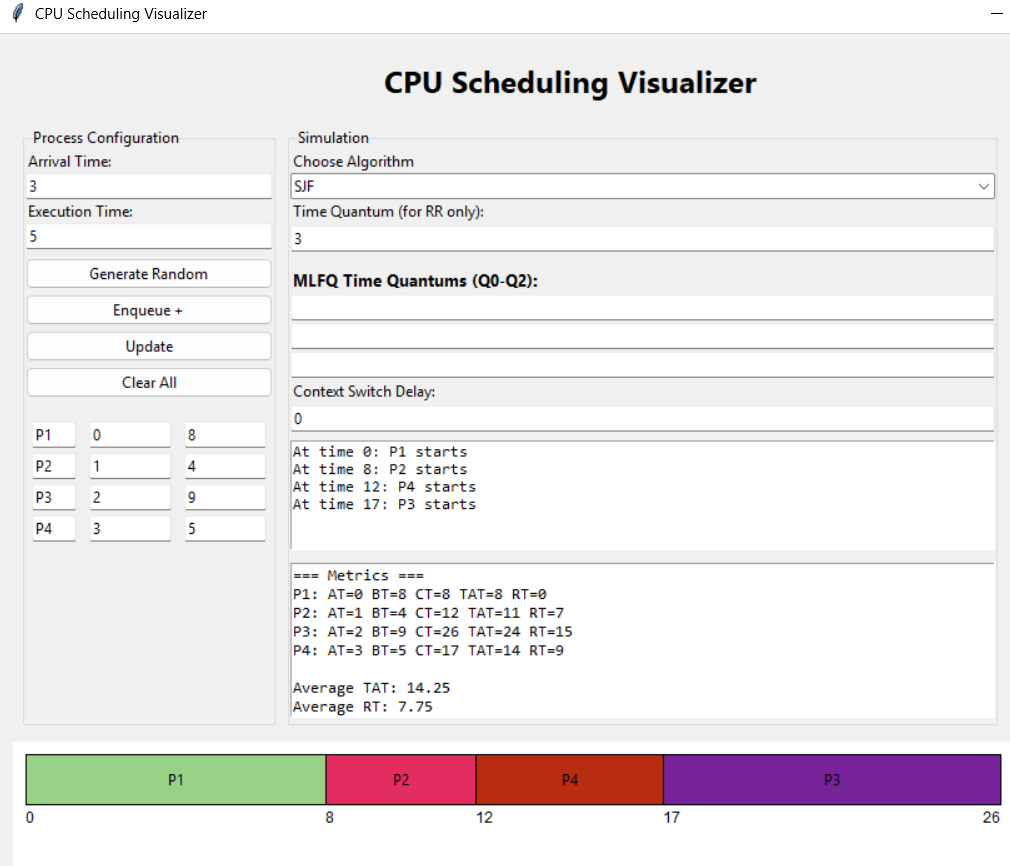 CPU Scheduling Visualizer
CPU Scheduling Visualizer
Process Configuration
Arrival Time:
3
Execution Time:
5
Generate Random
Enqueue +
Update
Clear All
P1 0 8
P2 1 4
P3 2 9
P4 3 5
Simulation
Choose Algorithm
SJF
Time Quantum (for RR only):
3
MLFQ Time Quantums (Q0-Q2):
Context Switch Delay:
0
At time 0: P1 starts
At time 8: P2 starts
At time 12: P4 starts
At time 17: P3 starts
=== Metrics ===
P1: AT=0 BT=8 CT=8 TAT=8 RT=0
P2: AT=1 BT=4 CT=12 TAT=11 RT=7
P3: AT=2 BT=9 CT=26 TAT=24 RT=15
P4: AT=3 BT=5 CT=17 TAT=14 RT=9
Average TAT: 14.25
Average RT: 7.75
P1 P2 P4 P3
0 8 12 17 26